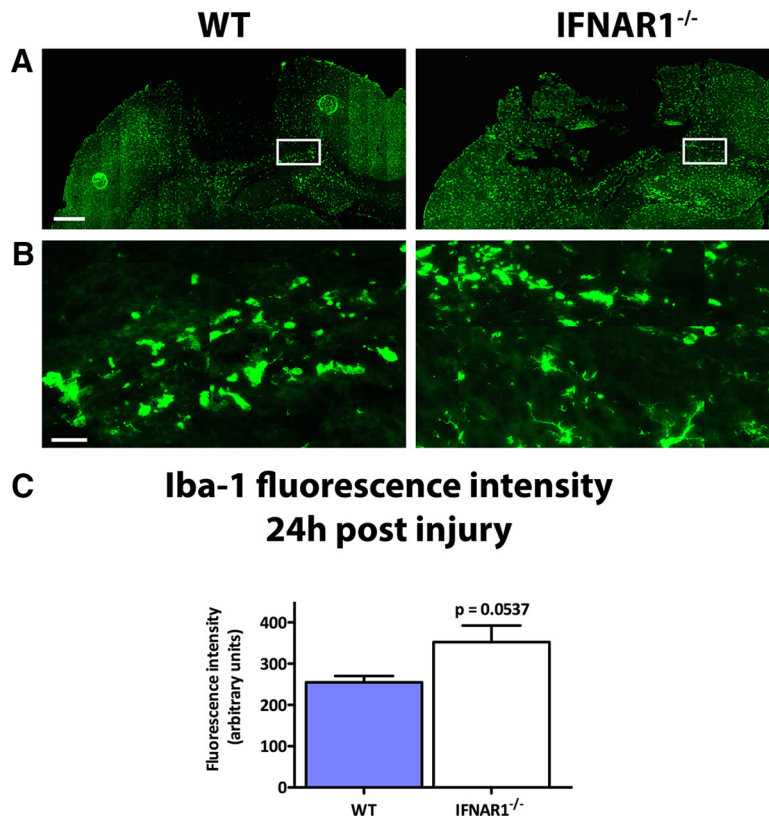 WT IFNAR1-/-
A
B
C
Iba-1 fluorescence intensity
24h post injury
Fluorescence intensity
(arbitrary units)
400
300
200
100
0
p = 0.0537
WT IFNAR1-/-